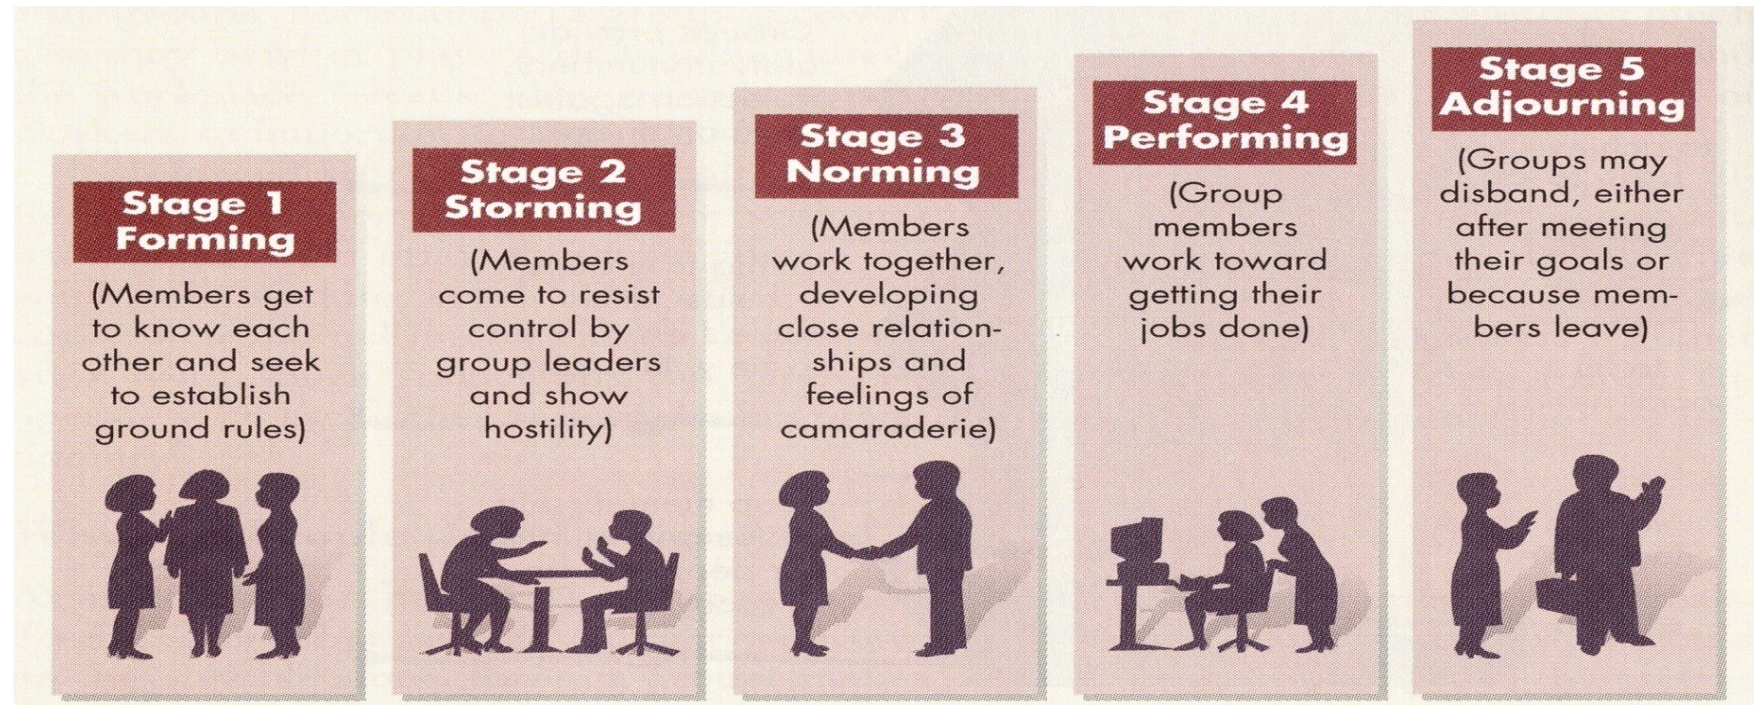 Stage 1
Forming
(Members get
to know each
other and seek
to establish
ground rules)
Stage 2
Storming
(Members
come to resist
control by
group leaders
and show
hostility)
Stage 3
Norming
(Members
work together,
developing
close relation-
ships and
feelings of
camaraderie)
Stage 4
Performing
(Group
members
work toward
getting their
jobs done)
Stage 5
Adjourning
(Groups may
disband, either
after meeting
their goals or
because mem-
bers leave)